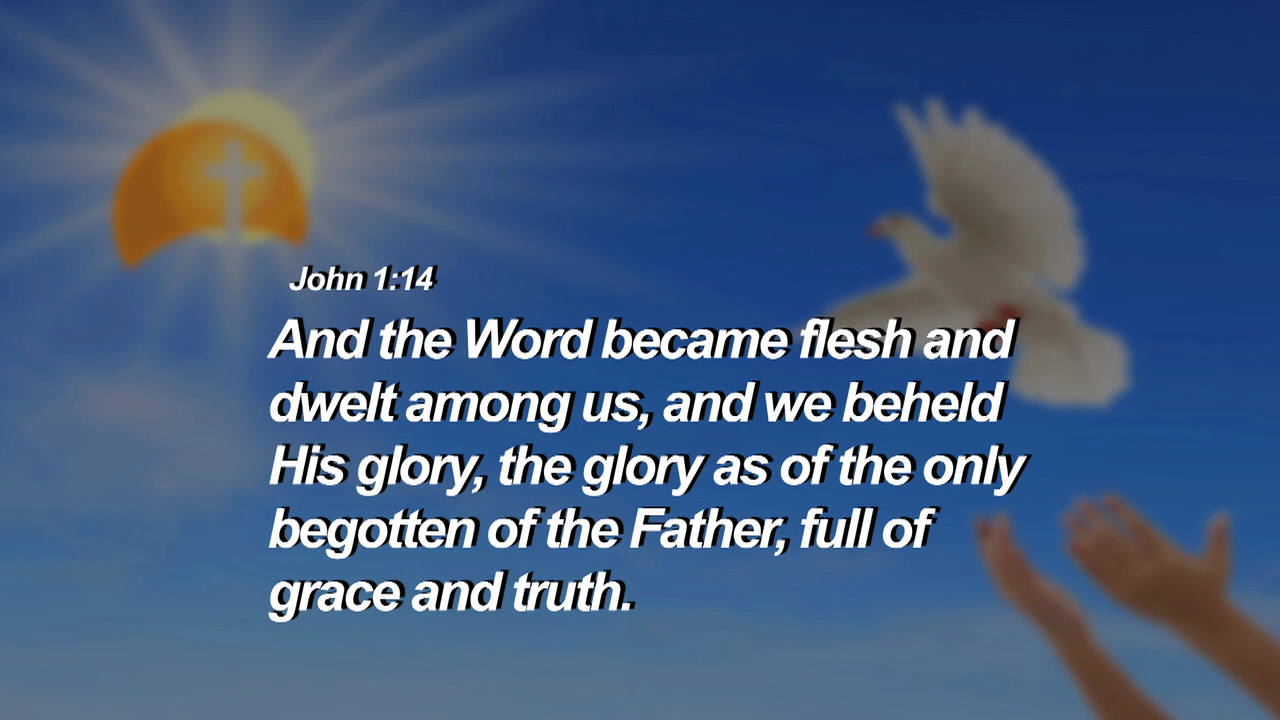 John 1:14
And the Word became flesh and
dwelt among us, and we beheld
His glory, the glory as of the only
begotten of the Father, full of
grace and truth.